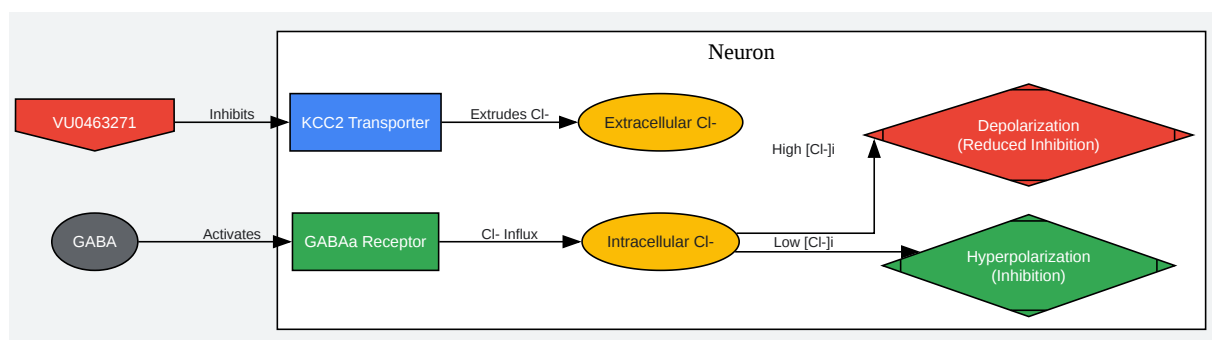 Neuron
VU0463271
Inhibits
KCC2 Transporter
Extrudes Cl-
Extracellular Cl-
High [Cl-]i
Depolarization
(Reduced Inhibition)
GABA
Activates
GABAa Receptor
Cl- Influx
Intracellular Cl-
Low [Cl-]i
Hyperpolarization
(Inhibition)